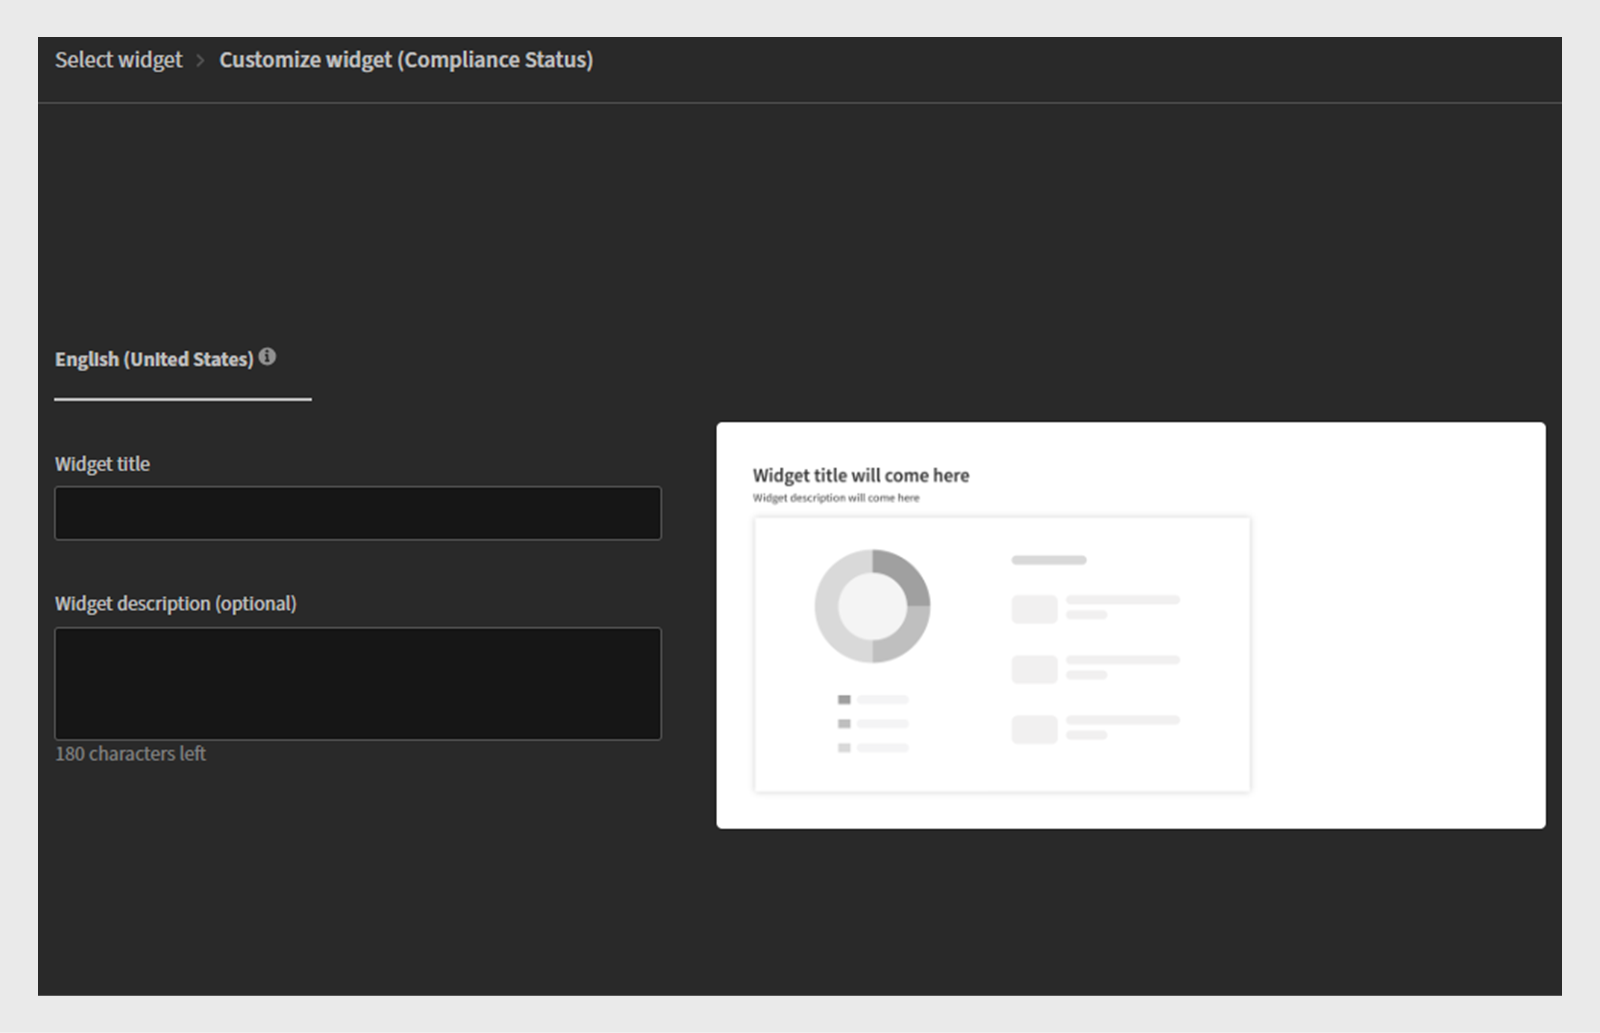 Select widget > Customize widget (Compliance Status)
English (United States)
Widget title
Widget description (optional)
180 characters left
Widget title will come here
Widget description will come here